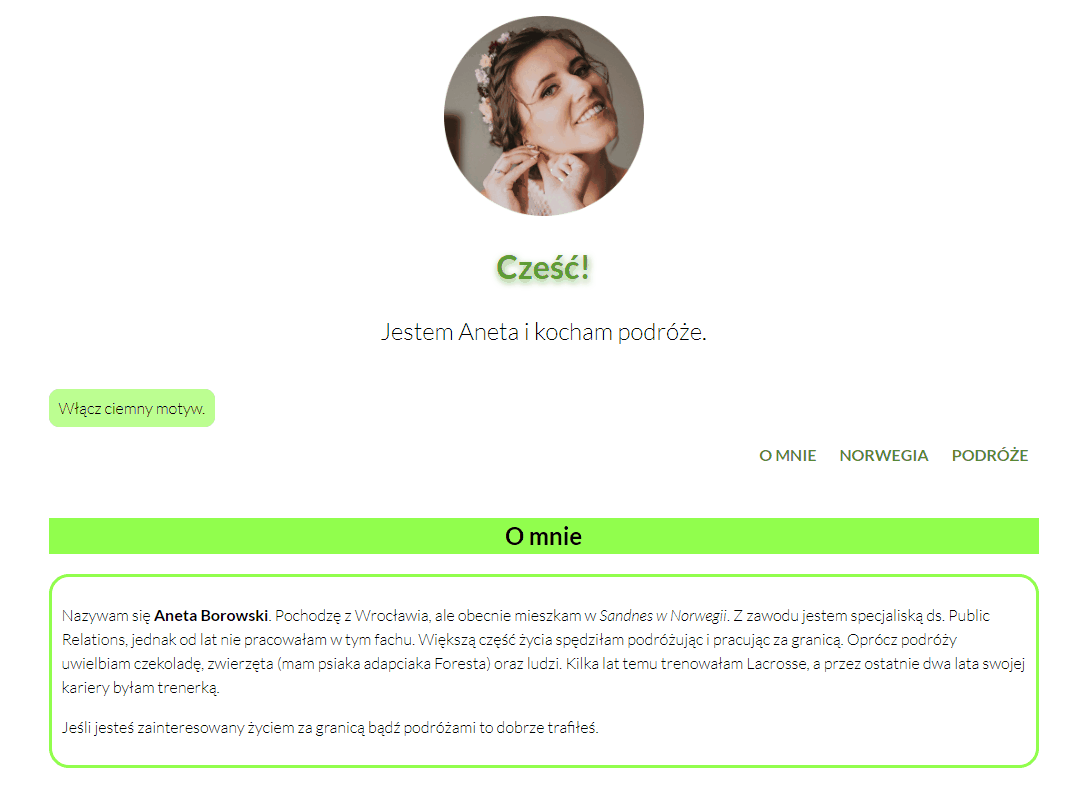 Cześć!
Jestem Aneta i kocham podróże.
Włącz ciemny motyw.
O MNIE NORWEGIA PODRÓŻE
O mnie
Nazywam się Aneta Borowski. Pochodzę z Wrocławia, ale obecnie mieszkam w Sandnes w Norwegii. Z zawodu jestem specjaliską ds. Public
Relations, jednak od lat nie pracowałam w tym fachu. Większą część życia spędziłam podróżując i pracując za granicą. Oprócz podróży
uwielbiam czekoladę, zwierzęta (mam psiaka adapciaka Foresta) oraz ludzi. Kilka lat temu trenowałam Lacrosse, a przez ostatnie dwa lata swojej
kariery byłam trenerką.
Jeśli jesteś zainteresowany życiem za granicą bądź podróżami to dobrze trafiłeś.